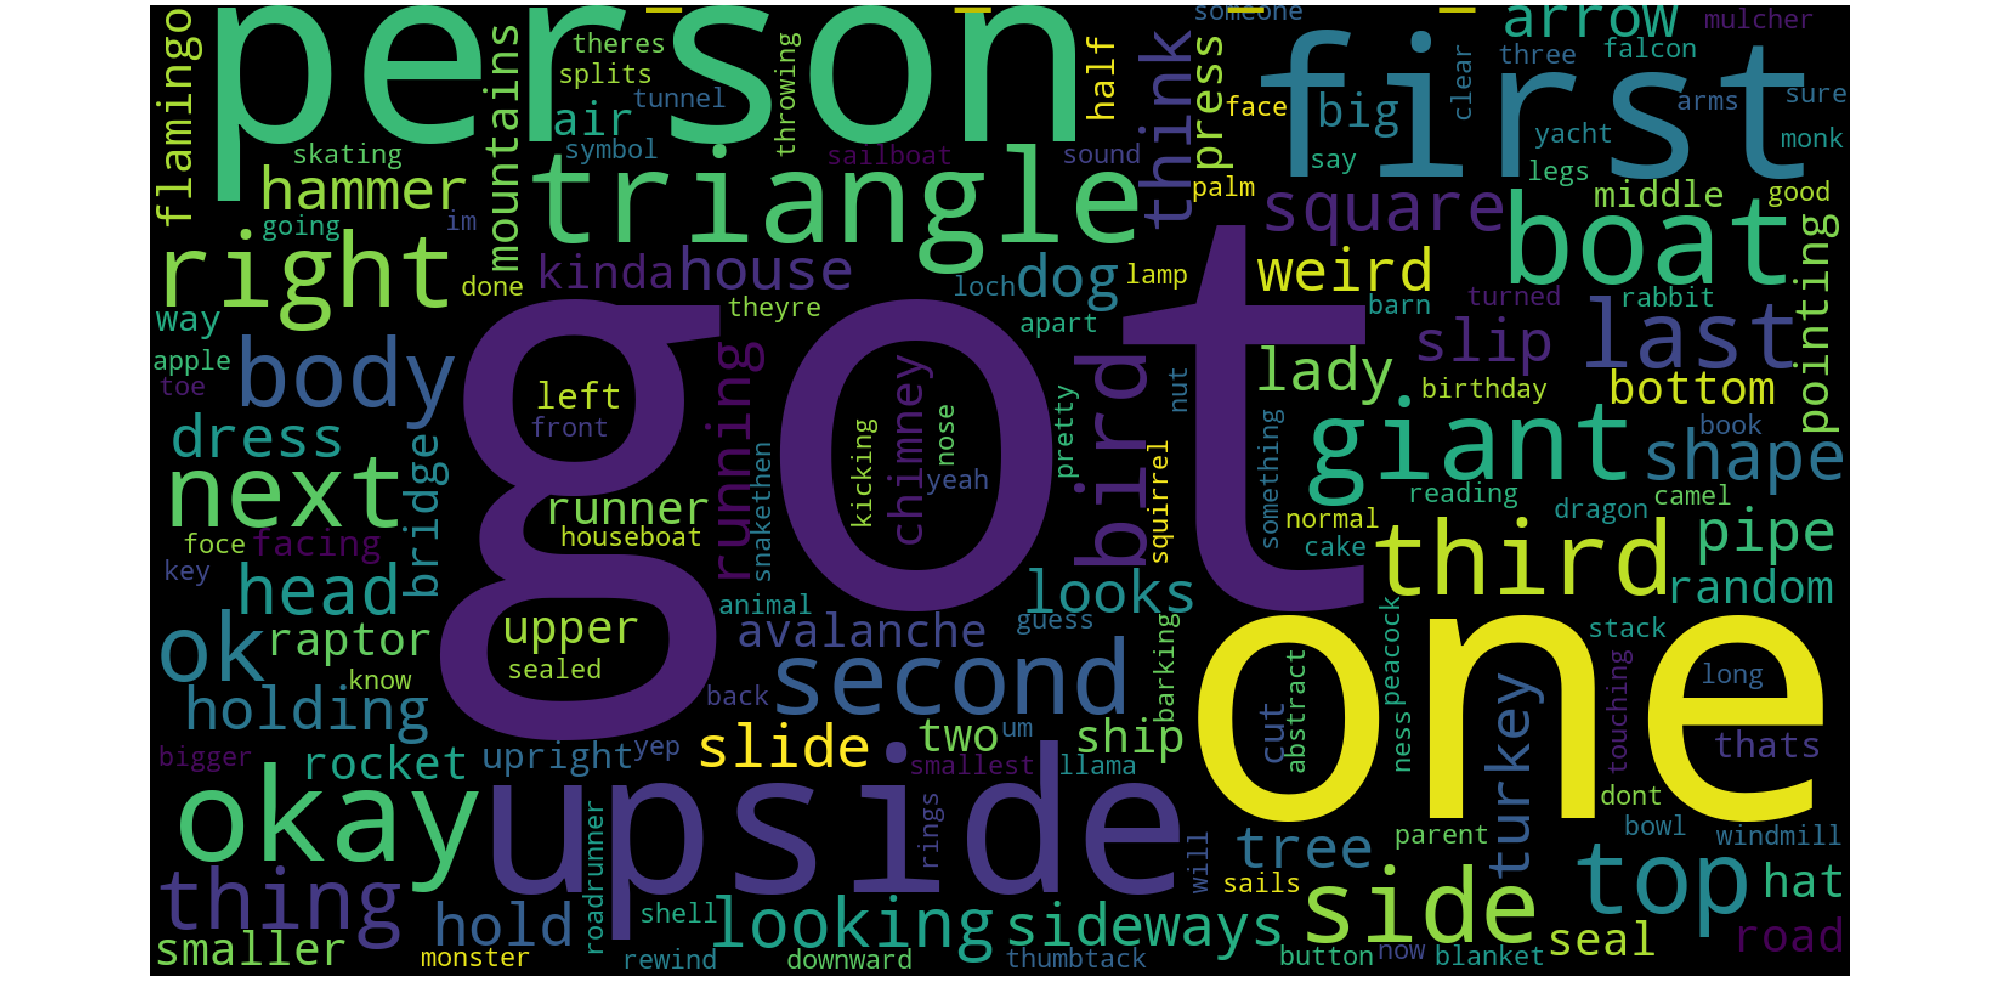 person
first
got
one
upside
triangle
boat
right
giant
third
second
okay
next
body
last
side
top
bird
thing
ok
head
looking
sideways
holding
think
square
arrow
shape
weird
house
dog
kinda
hammer
mountains
flamingo
theres
splits
tunnel
air
symbol
throwing
half
skating
sailboat
sound
someone
mulcher
three
falcon
clear
face
big
arms
sure
yacht
monk
press
say
legs
palm
middle
good
pointing
going
im
done
way
loch
lamp
theyre
apart
barn
turned
rabbit
slip
apple
toe
left
front
running
chimney
nose
kicking
yeah
pretty
nut
lady
birthday
bottom
book
dress
bridge
runner
houseboat
snakethen
squirrel
something
reading
normal
cake
dragon
camel
pipe
random
foce
facing
key
animal
looks
guess
upper
sealed
avalanche
raptor
know
back
barking
peacock
ness
stack
touching
long
thats
turkey
cut
abstract
bigger
rocket
upright
yep
slide
two
um
ship
smallest
llama
dont
bowl
windmill
parent
tree
will
rings
roadrunner
sails
hat
hold
shell
smaller
monster
rewind
downward
thumbtack
button
now
blanket
seal
road